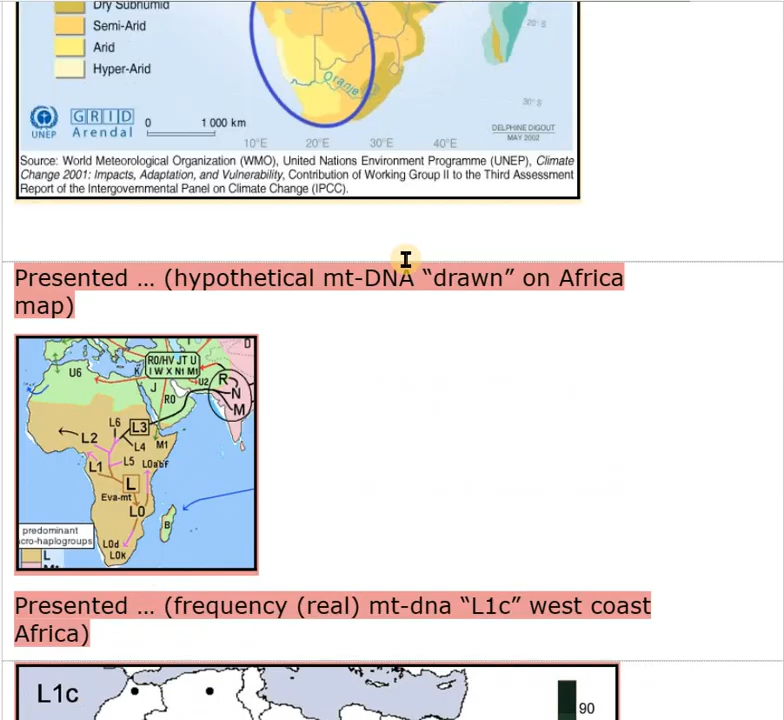 Dry Subhumid
Semi-Arid
Arid
Hyper-Arid
Oranje
20° S
30° S
UNEP
GRID
Arendal
0 1 000 km
10°E 20°E 30°E 40°E
DELPHINE DIGOUT
MAY 2002
Source: World Meteorological Organization (WMO), United Nations Environment Programme (UNEP), Climate
Change 2001: Impacts, Adaptation, and Vulnerability, Contribution of Working Group II to the Third Assessment
Report of the Intergovernmental Panel on Climate Change (IPCC).
Presented ... (hypothetical mt-DNA “drawn” on Africa
map)
R0/HV JT U
I W X N1 M1
U6
K
U2
J
R0
R
N
M
L6
L3
L2
L4
M1
L1
L5
L0abf
L
Eva-mt
L0
B
predominant
cro-haplogroups
L0d
L0k
L
Presented ... (frequency (real) mt-dna “L1c” west coast
Africa)
L1c
90